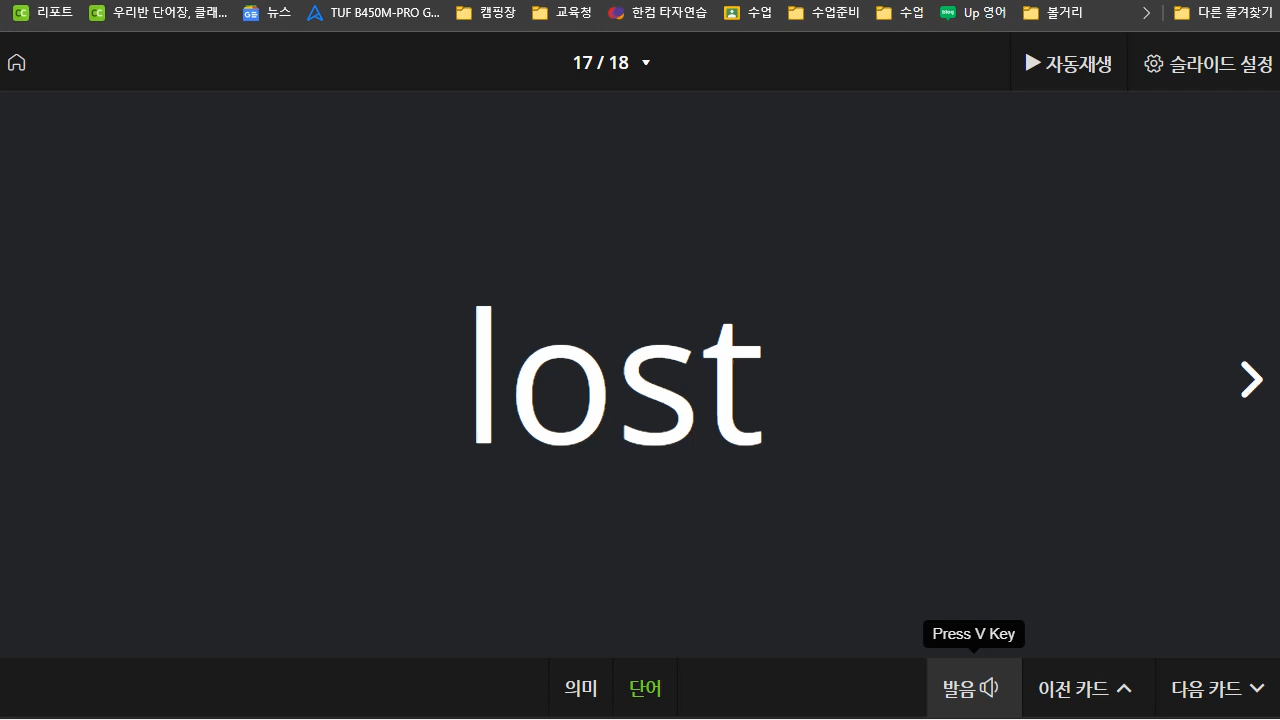 리포트 우리반 단어장, 클래... 뉴스 TUF B450M-PRO G... 캠핑장 교육청 한컴 타자연습 수업 수업준비 수업 Up 영어 볼거리 다른 즐겨찾기
17 / 18 자동재생 슬라이드 설정
lost
Press V Key
의미 단어 발음 이전 카드 다음 카드